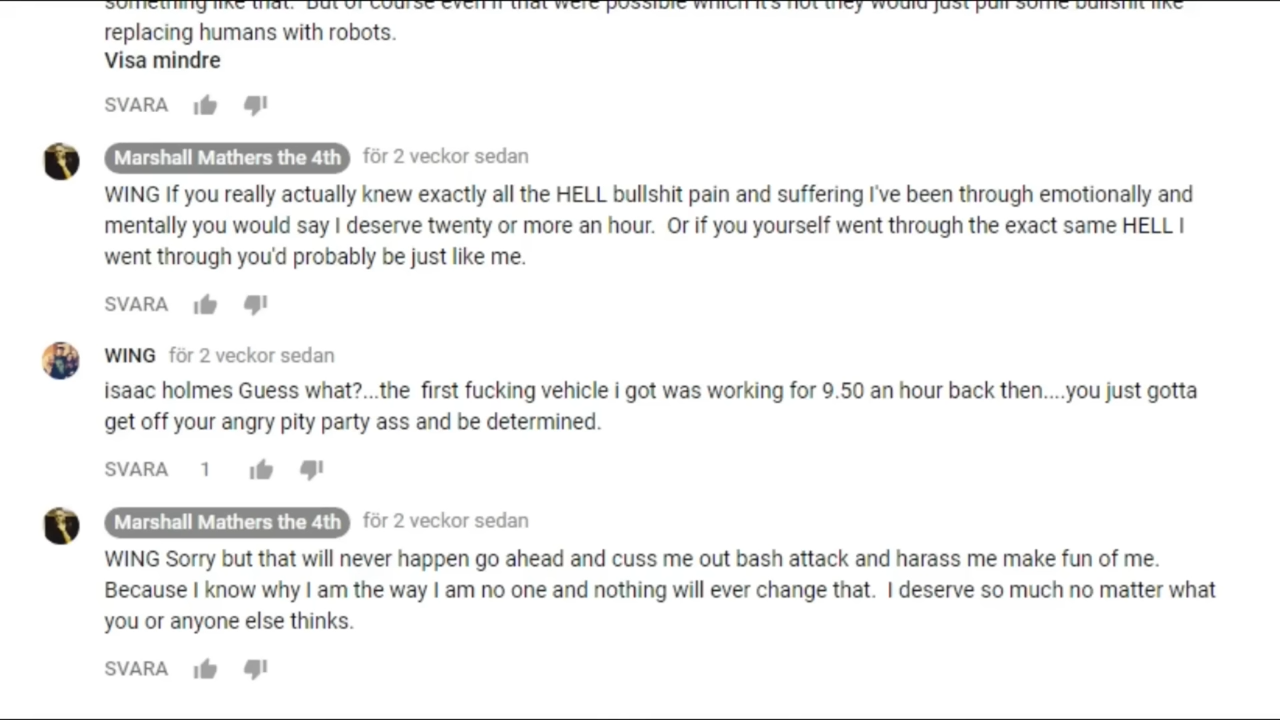 something like that.  But of course even if that were possible which it's not they would just pull some bullshit like
replacing humans with robots.
Visa mindre
SVARA
Marshall Mathers the 4th för 2 veckor sedan
WING If you really actually knew exactly all the HELL bullshit pain and suffering I've been through emotionally and
mentally you would say I deserve twenty or more an hour.  Or if you yourself went through the exact same HELL I
went through you'd probably be just like me.
SVARA
WING för 2 veckor sedan
isaac holmes Guess what?...the  first fucking vehicle i got was working for 9.50 an hour back then....you just gotta
get off your angry pity party ass and be determined.
SVARA 1
Marshall Mathers the 4th för 2 veckor sedan
WING Sorry but that will never happen go ahead and cuss me out bash attack and harass me make fun of me.
Because I know why I am the way I am no one and nothing will ever change that.  I deserve so much no matter what
you or anyone else thinks.
SVARA